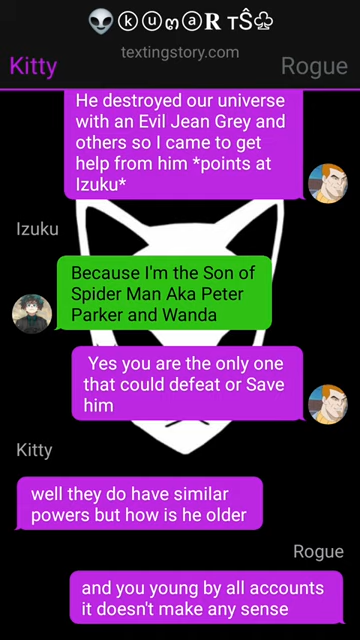 👽ⓚⓤო𝐚𝐑 тŜ♧
textingstory.com
Kitty
Rogue
He destroyed our universe
with an Evil Jean Grey and
others so I came to get
help from him *points at
Izuku*
Izuku
Because I'm the Son of
Spider Man Aka Peter
Parker and Wanda
Yes you are the only one
that could defeat or Save
him
Kitty
well they do have similar
powers but how is he older
Rogue
and you young by all accounts
it doesn't make any sense